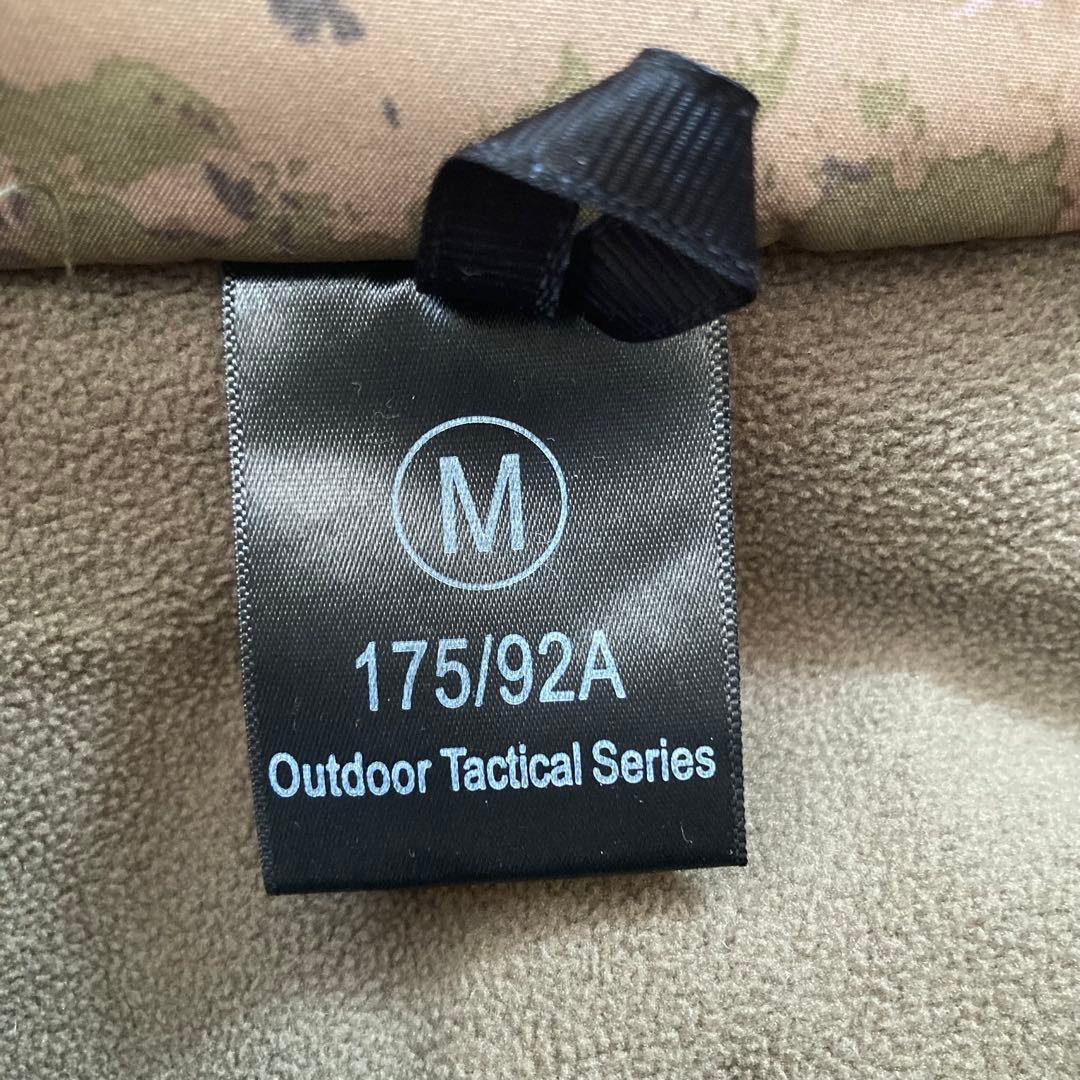 M
175/92A
Outdoor Tactical Series